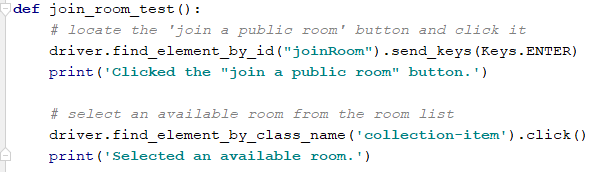 def join_room_test():
# locate the 'join a public room' button and click it
driver.find_element_by_id("joinRoom").send_keys(Keys.ENTER)
print('Clicked the "join a public room" button.')
# select an available room from the room list
driver.find_element_by_class_name('collection-item').click()
print('Selected an available room.')